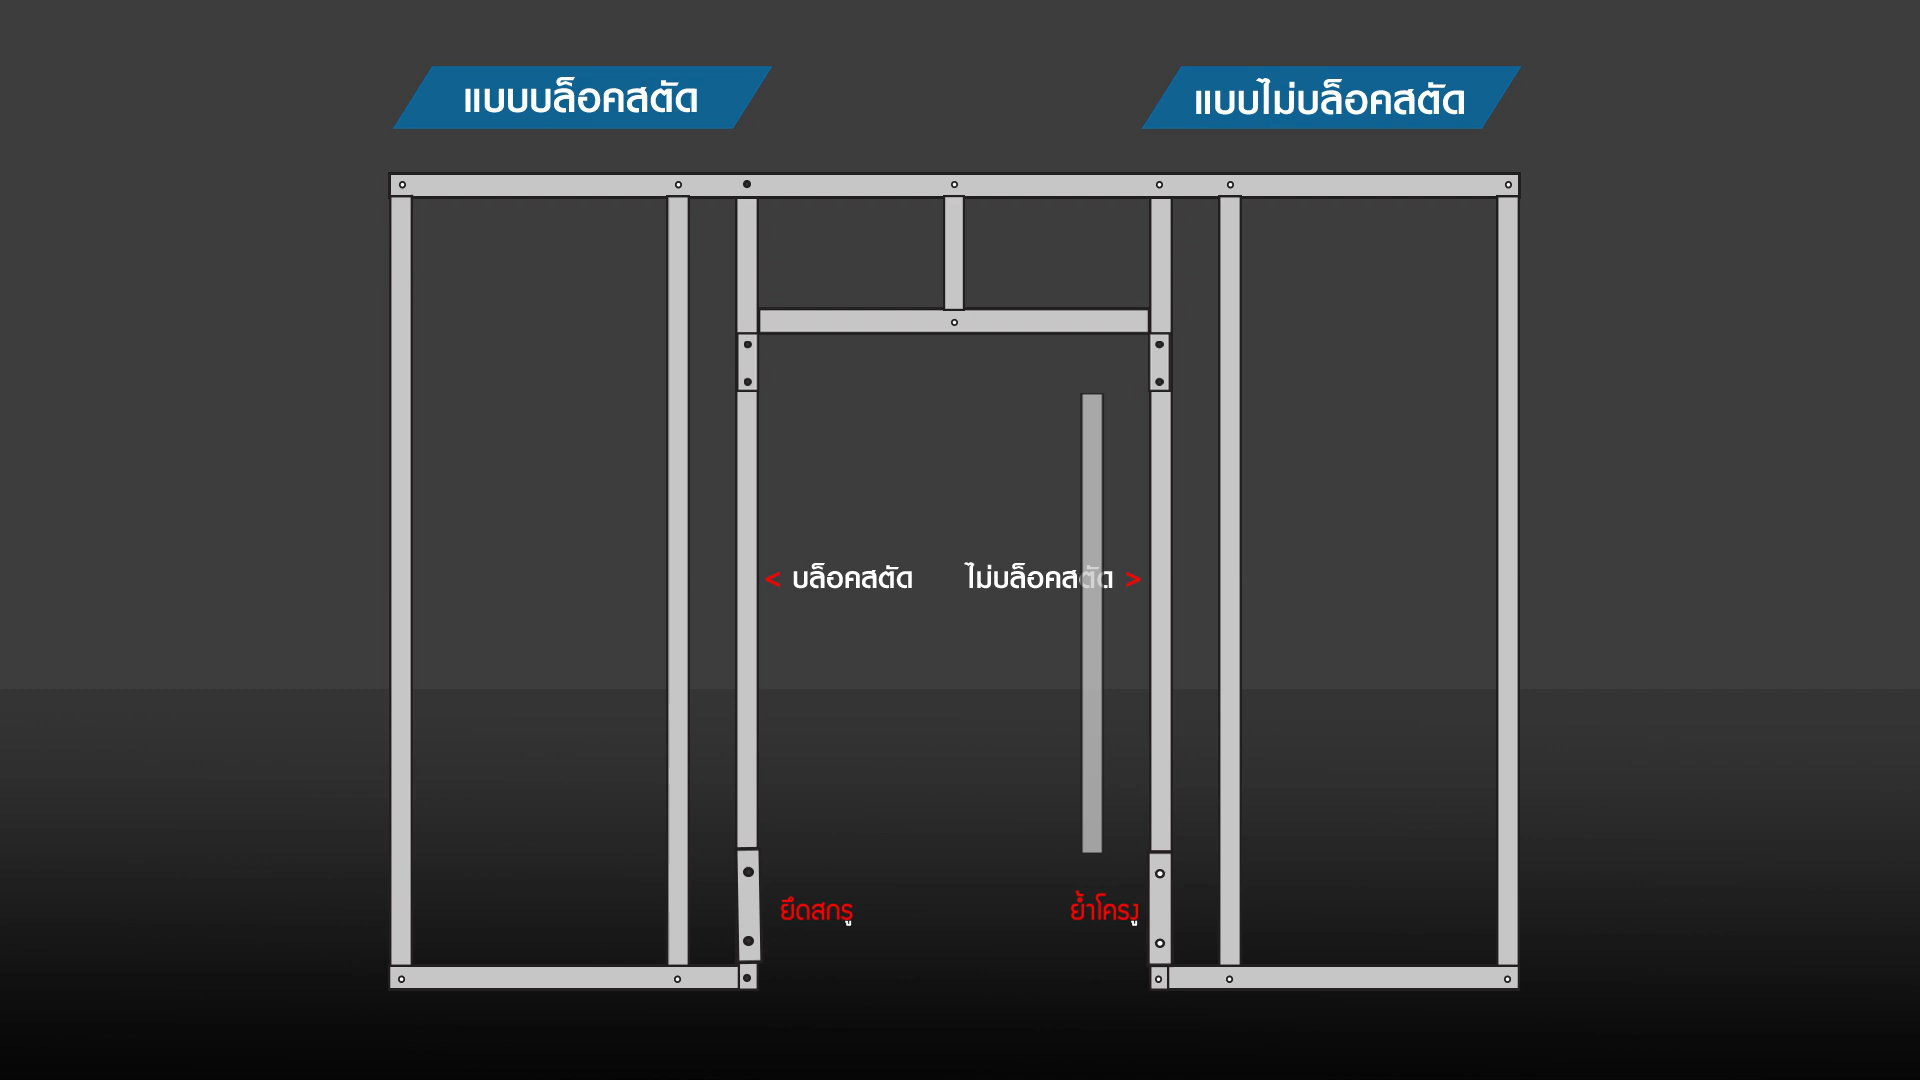 แบบบล็อคสตัด
แบบไม่บล็อคสตัด
< บล็อคสตัด
ไม่บล็อคสตัด >
ยึดสกรู
ย้ำโครงู